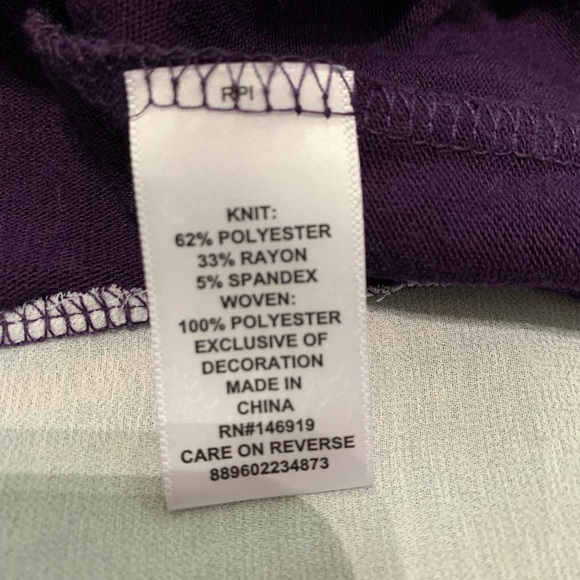 RPI
KNIT:
62% POLYESTER
33% RAYON
5% SPANDEX
WOVEN:
100% POLYESTER
EXCLUSIVE OF
DECORATION
MADE IN
CHINA
RN#146919
CARE ON REVERSE
889602234873